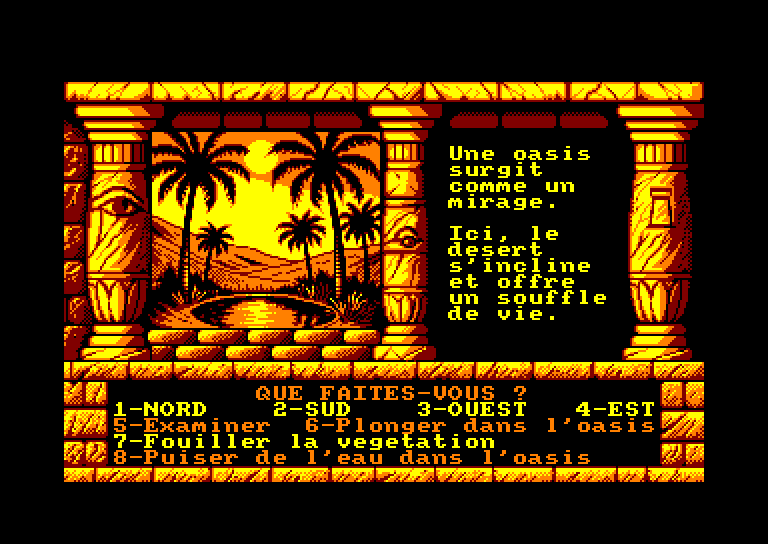 Une oasis
surgit
comme un
mirage.
Ici, le
desert
s'incline
et offre
un souffle
de vie.
QUE FAITES-VOUS ?
1-NORD 2-SUD 3-OUEST 4-EST
5-Examiner 6-Plonger dans l'oasis
7-Fouiller la vegetation
8-Puiser de l'eau dans l'oasis